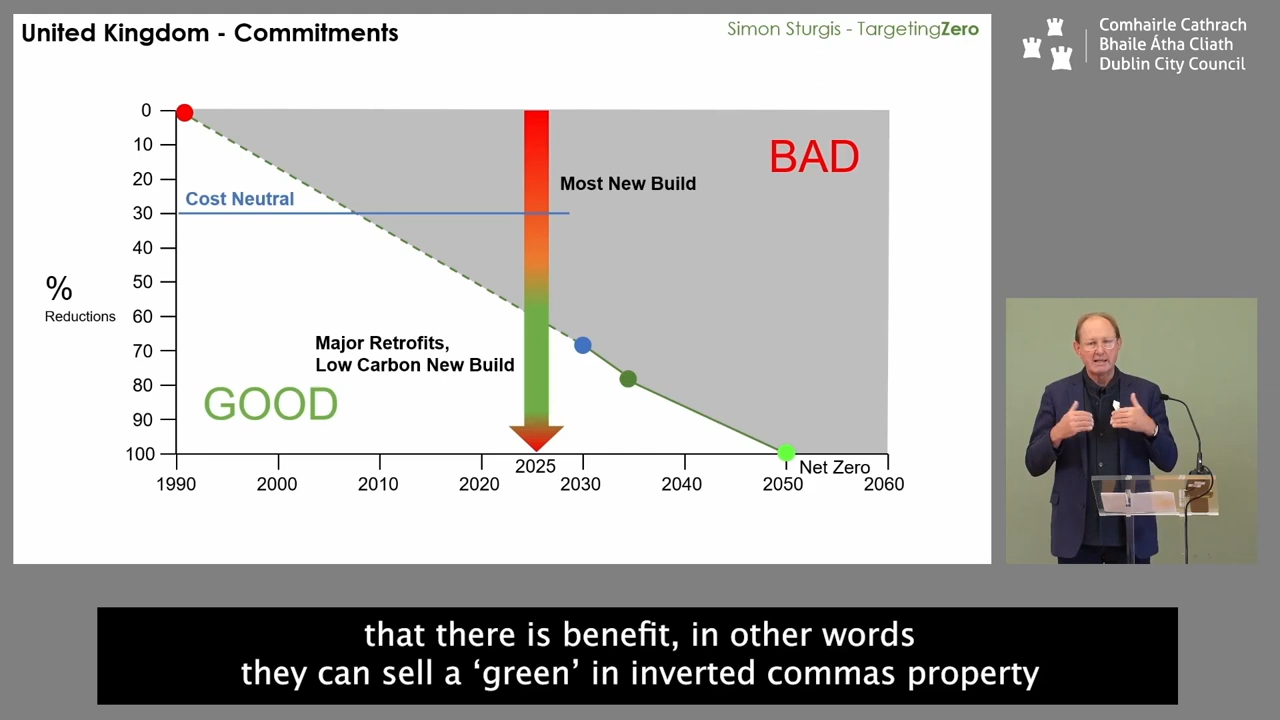 United Kingdom - Commitments
Simon Sturgis - TargetingZero
Comhairle Cathrach
Bhaile Átha Cliath
Dublin City Council
0
10
20
30
40
50
60
70
80
90
100
%
Reductions
Cost Neutral
Most New Build
BAD
Major Retrofits,
Low Carbon New Build
GOOD
2025
Net Zero
1990
2000
2010
2020
2030
2040
2050
2060
that there is benefit, in other words
they can sell a ‘green’ in inverted commas property